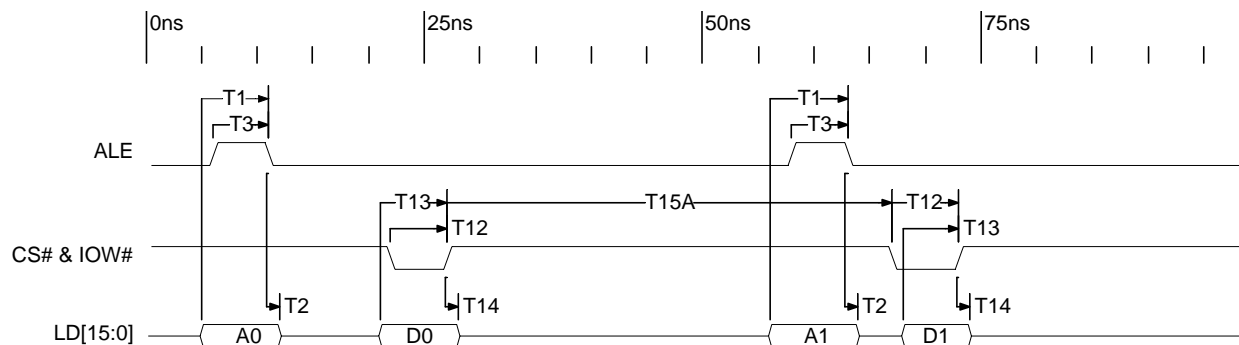 0ns 25ns 50ns 75ns
T1 T1
T3 T3
ALE
T13 T15A T12
T12 T13
CS# & IOW#
T2 T14 T2 T14
LD[15:0] A0 D0 A1 D1